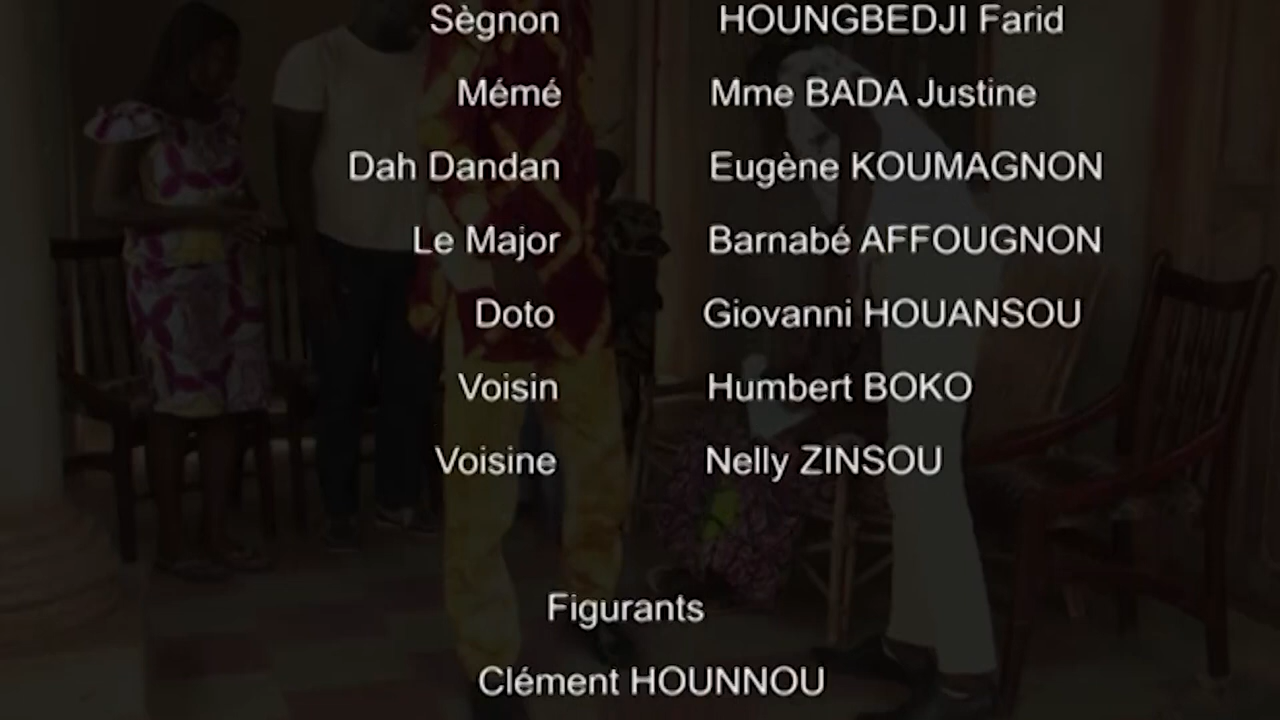 Sègnon HOUNGBEDJI Farid
Mémé Mme BADA Justine
Dah Dandan Eugène KOUMAGNON
Le Major Barnabé AFFOUGNON
Doto Giovanni HOUANSOU
Voisin Humbert BOKO
Voisine Nelly ZINSOU
Figurants
Clément HOUNNOU